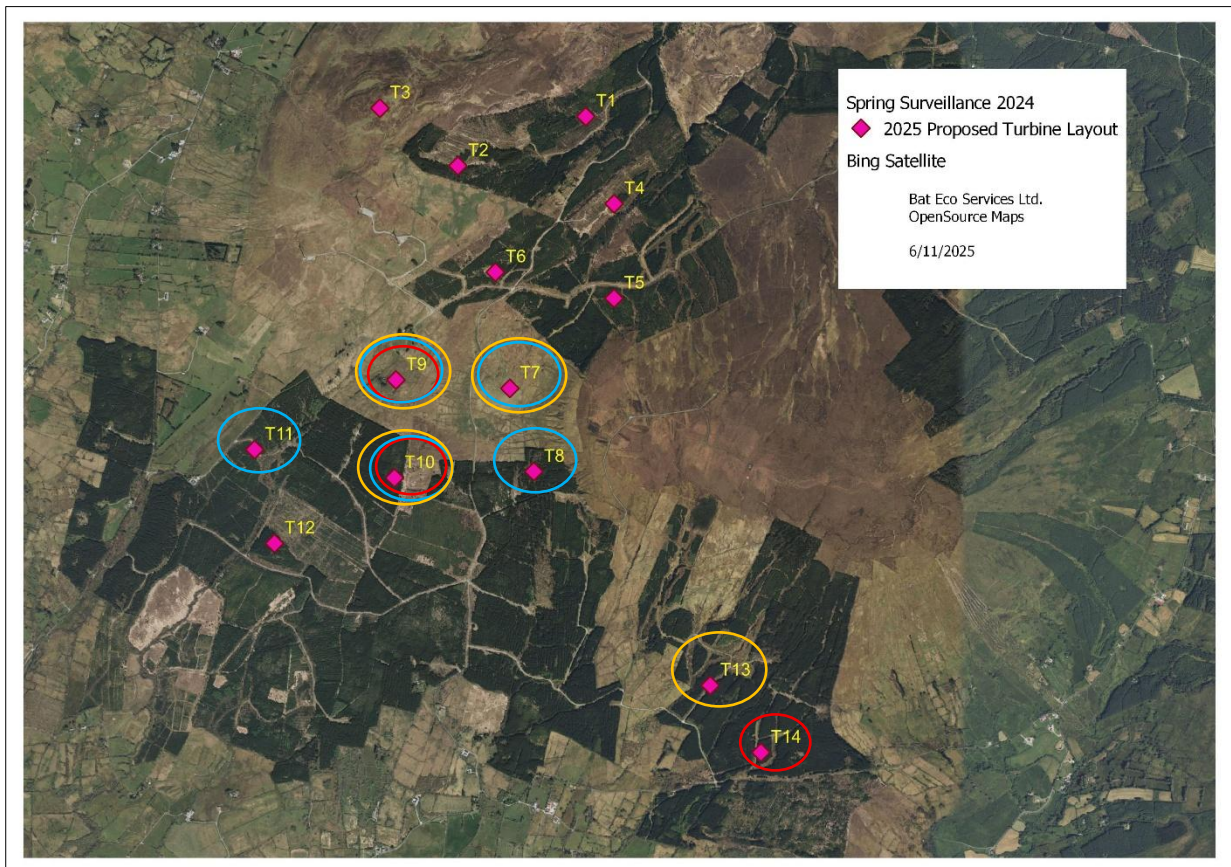 T3
T1
T2
T4
T6
T5
T9
T7
T11
T10
T8
T12
T13
T14
Spring Surveillance 2024
2025 Proposed Turbine Layout
Bing Satellite
Bat Eco Services Ltd.
OpenSource Maps
6/11/2025